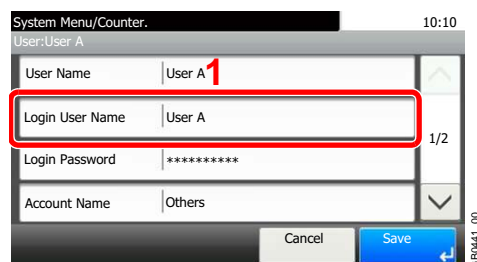 System Menu/Counter. 10:10
User:User A
User Name User A 1
Login User Name User A
1/2
Login Password **********
Account Name Others
Cancel Save
B0441_00